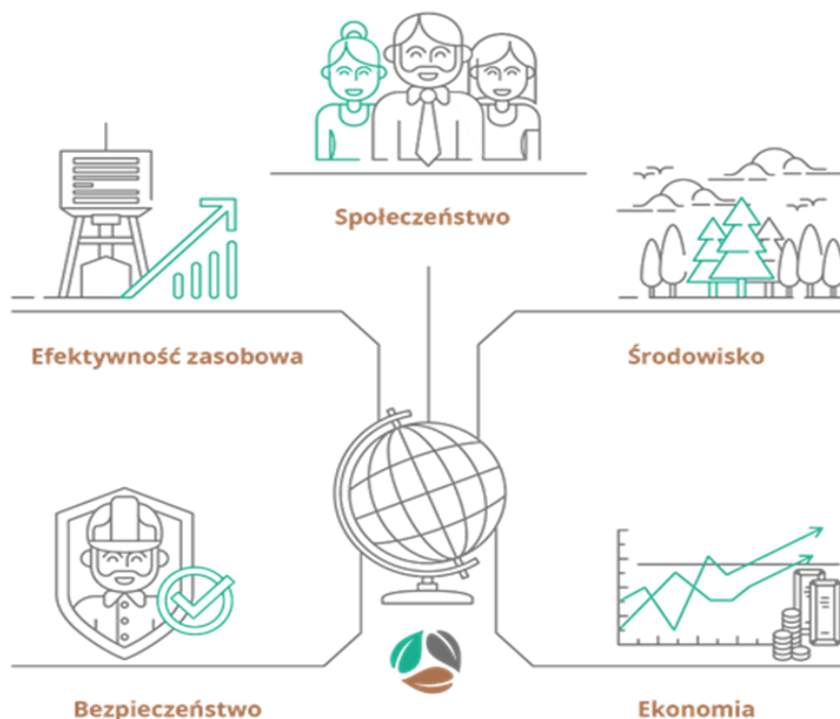 Społeczeństwo
Efektywność zasobowa
Środowisko
Bezpieczeństwo
Ekonomia